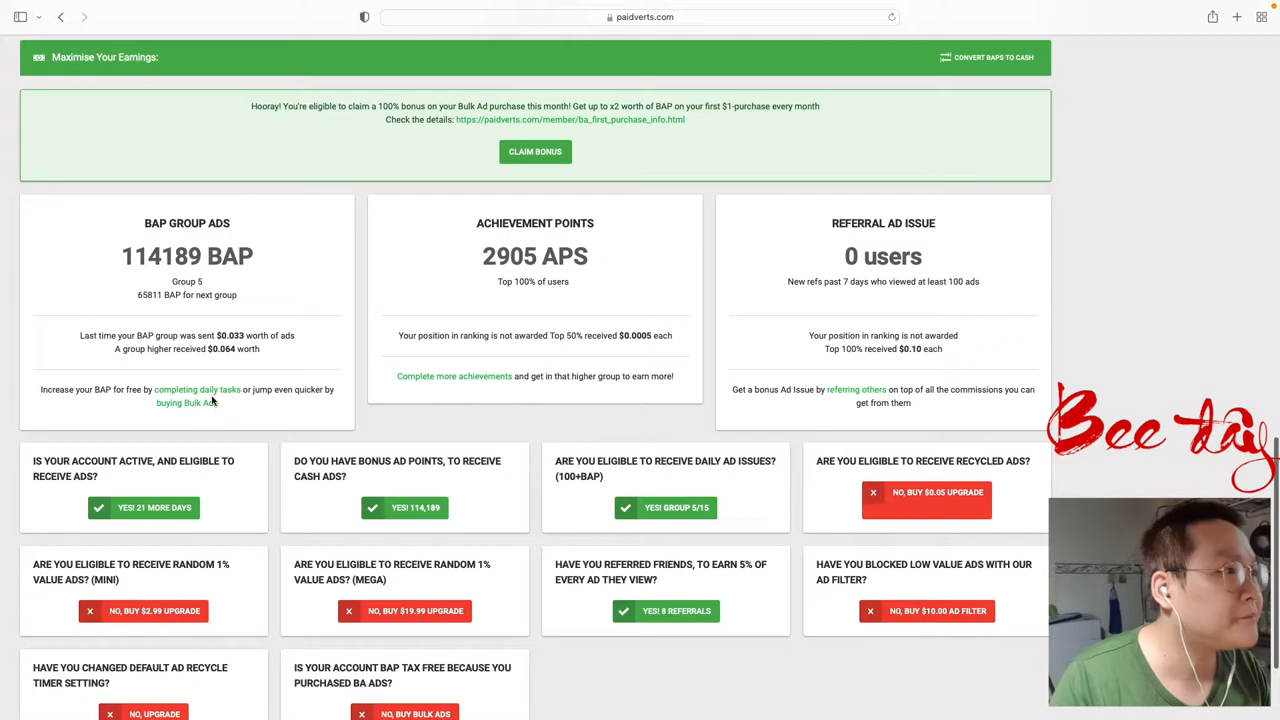 paidverts.com
Maximise Your Earnings:
CONVERT BAPS TO CASH
Hooray! You're eligible to claim a 100% bonus on your Bulk Ad purchase this month! Get up to x2 worth of BAP on your first $1-purchase every month
Check the details: https://paidverts.com/member/ba_first_purchase_info.html
CLAIM BONUS
BAP GROUP ADS
114189 BAP
Group 5
65811 BAP for next group
Last time your BAP group was sent $0.033 worth of ads
A group higher received $0.064 worth
Increase your BAP for free by completing daily tasks or jump even quicker by
buying Bulk Ads
ACHIEVEMENT POINTS
2905 APS
Top 100% of users
Your position in ranking is not awarded Top 50% received $0.0005 each
Complete more achievements and get in that higher group to earn more!
REFERRAL AD ISSUE
0 users
New refs past 7 days who viewed at least 100 ads
Your position in ranking is not awarded
Top 100% received $0.10 each
Get a bonus Ad Issue by referring others on top of all the commissions you can
get from them
Bee day
IS YOUR ACCOUNT ACTIVE, AND ELIGIBLE TO
RECEIVE ADS?
YES! 21 MORE DAYS
DO YOU HAVE BONUS AD POINTS, TO RECEIVE
CASH ADS?
YES! 114,189
ARE YOU ELIGIBLE TO RECEIVE DAILY AD ISSUES?
(100+BAP)
YES! GROUP 5/15
ARE YOU ELIGIBLE TO RECEIVE RECYCLED ADS?
NO, BUY $0.05 UPGRADE
ARE YOU ELIGIBLE TO RECEIVE RANDOM 1%
VALUE ADS? (MINI)
NO, BUY $2.99 UPGRADE
ARE YOU ELIGIBLE TO RECEIVE RANDOM 1%
VALUE ADS? (MEGA)
NO, BUY $19.99 UPGRADE
HAVE YOU REFERRED FRIENDS, TO EARN 5% OF
EVERY AD THEY VIEW?
YES! 8 REFERRALS
HAVE YOU BLOCKED LOW VALUE ADS WITH OUR
AD FILTER?
NO, BUY $10.00 AD FILTER
HAVE YOU CHANGED DEFAULT AD RECYCLE
TIMER SETTING?
NO, UPGRADE
IS YOUR ACCOUNT BAP TAX FREE BECAUSE YOU
PURCHASED BA ADS?
NO, BUY BULK ADS